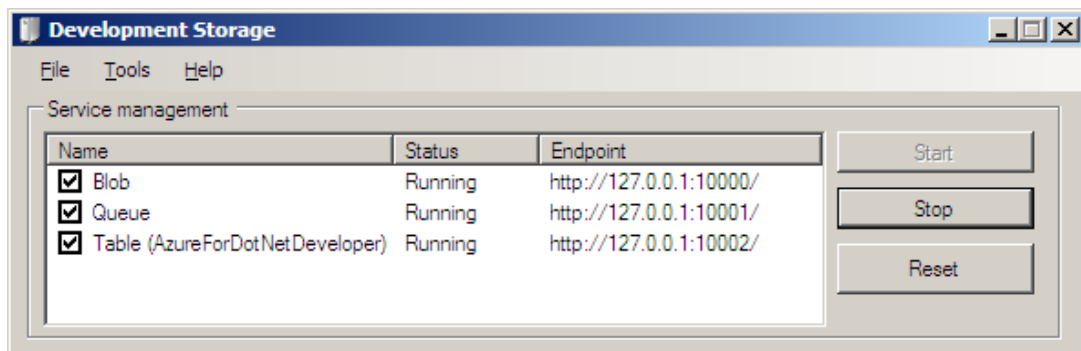 Development Storage
File Tools Help
Service management
Name Status Endpoint
Blob Running http://127.0.0.1:10000/
Queue Running http://127.0.0.1:10001/
Table (AzureForDotNetDeveloper) Running http://127.0.0.1:10002/
Start
Stop
Reset